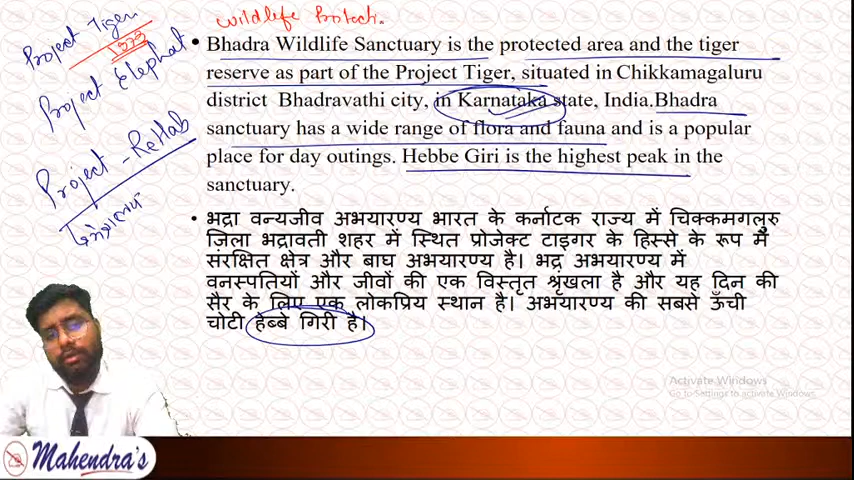 wildlife Protech.
Project Tiger
1973
Project Elephat
Project - ReHab
• Bhadra Wildlife Sanctuary is the protected area and the tiger
reserve as part of the Project Tiger, situated in Chikkamagaluru
district Bhadravathi city, in Karnataka state, India.Bhadra
sanctuary has a wide range of flora and fauna and is a popular
place for day outings. Hebbe Giri is the highest peak in the
sanctuary.
• भद्रा वन्यजीव अभयारण्य भारत के कर्नाटक राज्य में चिक्कमगलुरु
ज़िला भद्रावती शहर में स्थित प्रोजेक्ट टाइगर के हिस्से के रूप में
संरक्षित क्षेत्र और बाघ अभयारण्य है। भद्र अभयारण्य में
वनस्पतियों और जीवों की एक विस्तृत श्रृंखला है और यह दिन की
सैर के लिए एक लोकप्रिय स्थान है। अभयारण्य की सबसे ऊँची
चोटी हेब्बे गिरी है।
Activate Windows
Go to Settings to activate Windows.
Mahendra's